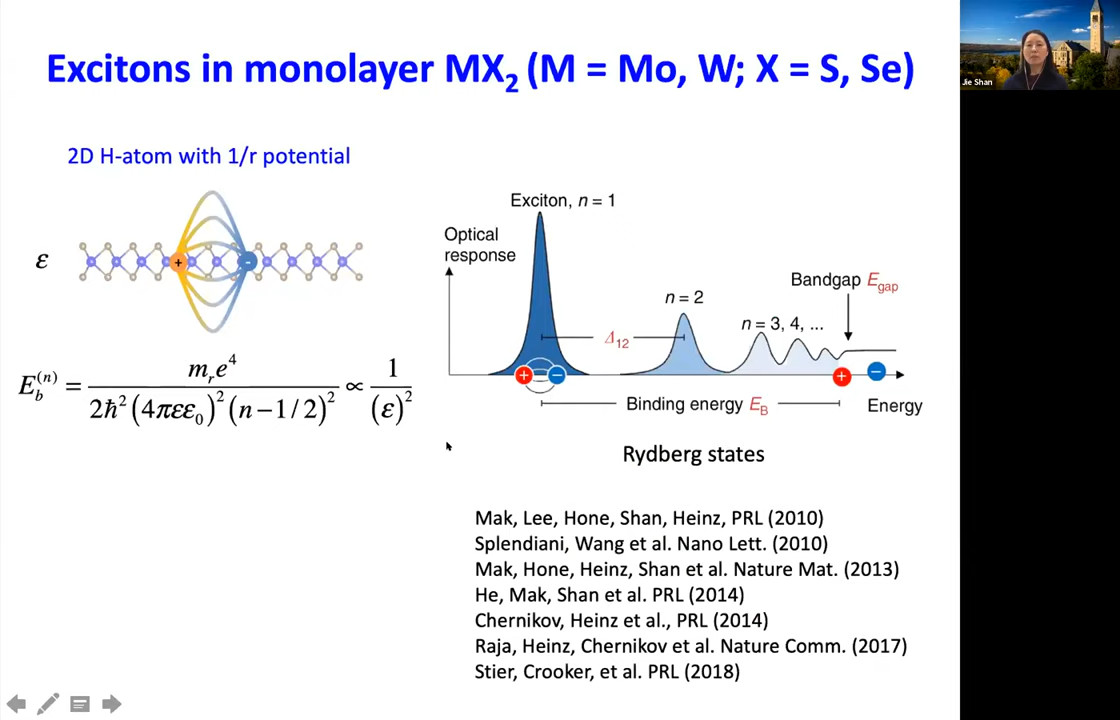 Excitons in monolayer MX₂ (M = Mo, W; X = S, Se)
Jie Shan
2D H-atom with 1/r potential
ε
+ -
E_b^(n) = m_r e⁴ / 2ħ² (4πεε₀)² (n−1/2)² ∝ 1 / (ε)²
Exciton, n = 1
Optical
response
n = 2
Δ₁₂
n = 3, 4, ...
Bandgap E_gap
+ − + −
Binding energy E_B
Energy
Rydberg states
Mak, Lee, Hone, Shan, Heinz, PRL (2010)
Splendiani, Wang et al. Nano Lett. (2010)
Mak, Hone, Heinz, Shan et al. Nature Mat. (2013)
He, Mak, Shan et al. PRL (2014)
Chernikov, Heinz et al., PRL (2014)
Raja, Heinz, Chernikov et al. Nature Comm. (2017)
Stier, Crooker, et al. PRL (2018)